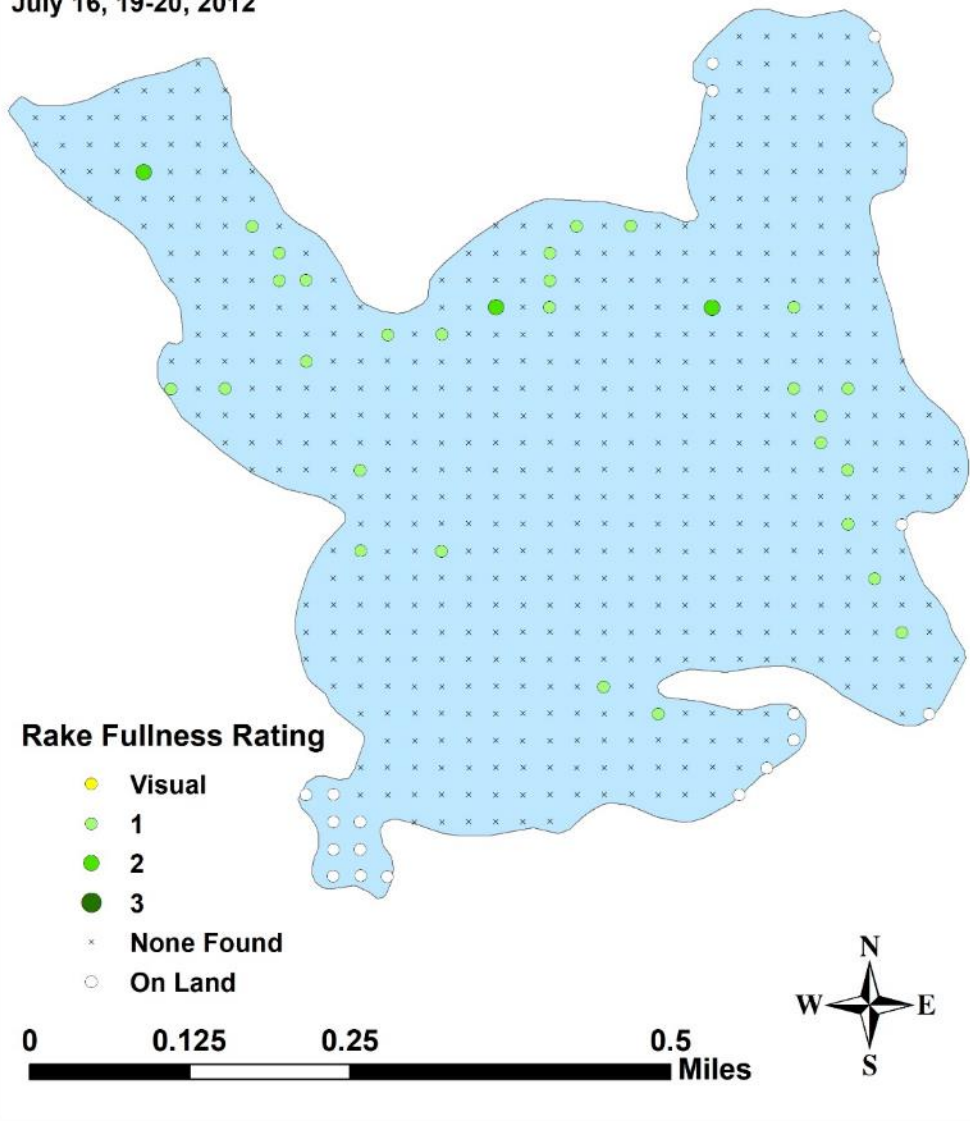 July 16, 19-20, 2012
Rake Fullness Rating
Visual
1
2
3
None Found
On Land
N
W E
S
0 0.125 0.25 0.5
Miles